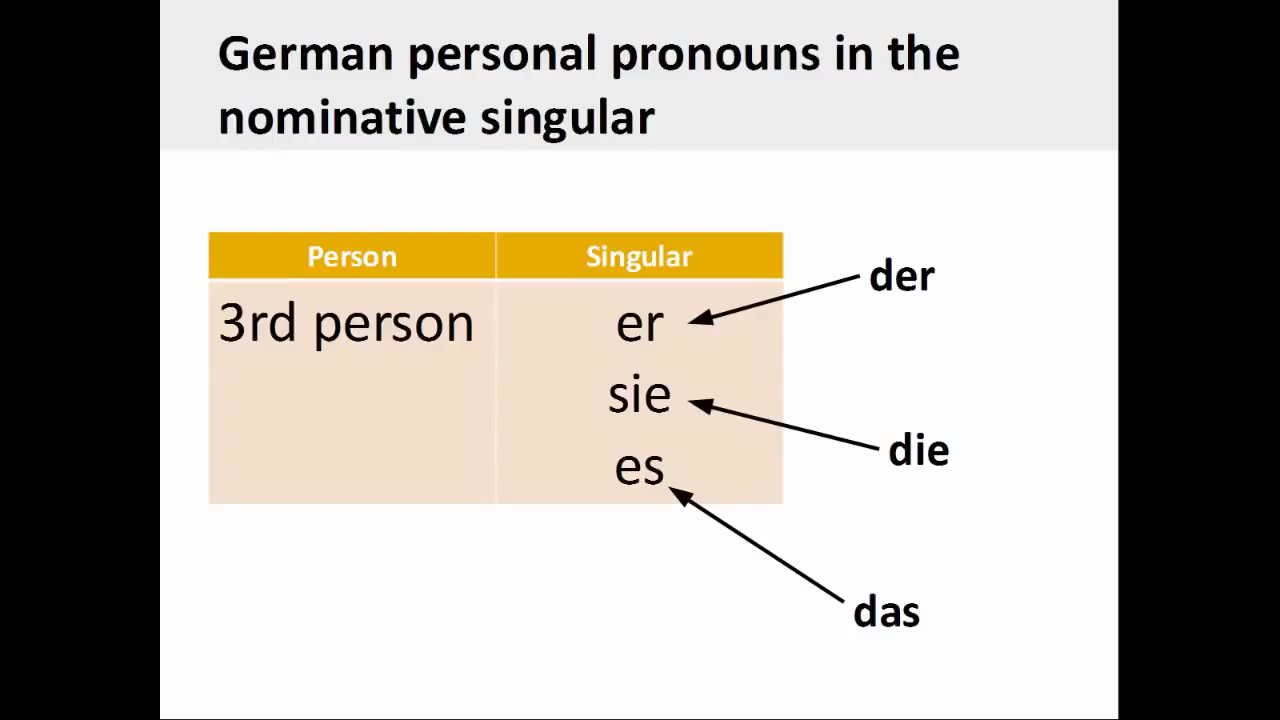 German personal pronouns in the
nominative singular
Person Singular
3rd person er
sie
es
der
die
das